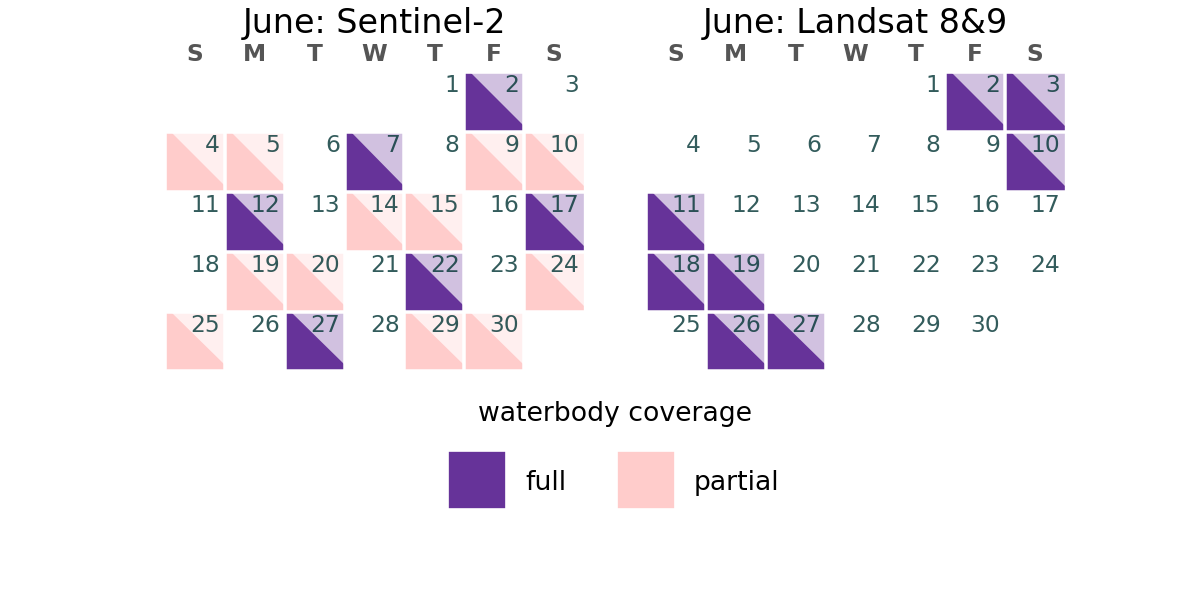 June: Sentinel-2
S M T W T F S
1 2 3
4 5 6 7 8 9 10
11 12 13 14 15 16 17
18 19 20 21 22 23 24
25 26 27 28 29 30
June: Landsat 8&9
S M T W T F S
1 2 3
4 5 6 7 8 9 10
11 12 13 14 15 16 17
18 19 20 21 22 23 24
25 26 27 28 29 30
waterbody coverage
full partial